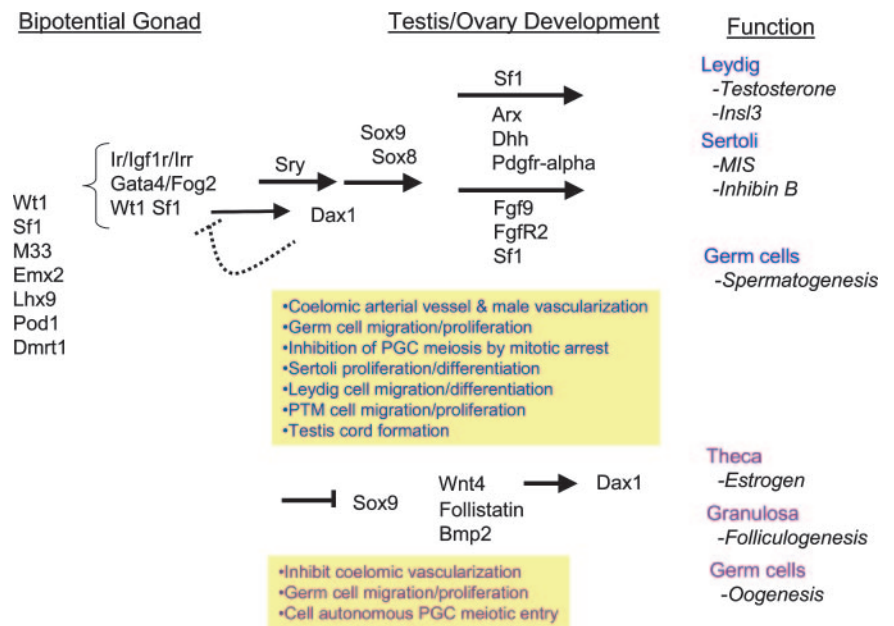 Bipotential Gonad
Testis/Ovary Development
Function
Wt1
Sf1
M33
Emx2
Lhx9
Pod1
Dmrt1
Ir/Igf1r/Irr
Gata4/Fog2
Wt1 Sf1
Sry
Dax1
Sox9
Sox8
Sf1
Arx
Dhh
Pdgfr-alpha
Fgf9
FgfR2
Sf1
Leydig
-Testosterone
-Insl3
Sertoli
-MIS
-Inhibin B
Germ cells
-Spermatogenesis
•Coelomic arterial vessel & male vascularization
•Germ cell migration/proliferation
•Inhibition of PGC meiosis by mitotic arrest
•Sertoli proliferation/differentiation
•Leydig cell migration/differentiation
•PTM cell migration/proliferation
•Testis cord formation
Sox9
Wnt4
Follistatin
Bmp2
Dax1
Theca
-Estrogen
Granulosa
-Folliculogenesis
Germ cells
-Oogenesis
•Inhibit coelomic vascularization
•Germ cell migration/proliferation
•Cell autonomous PGC meiotic entry